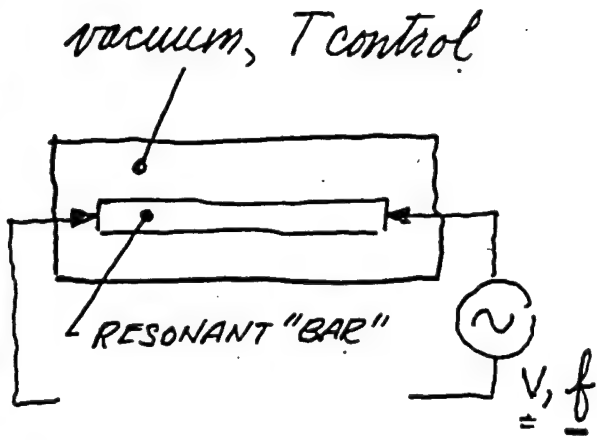 vacuum, T control
RESONANT "BAR"
V, f